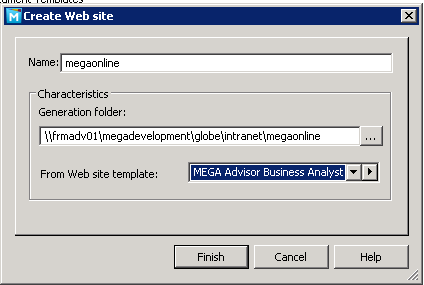 Create Web site
Name: megaonline
Characteristics
Generation folder:
\\frmadv01\megadevelopment\globe\intranet\megaonline ...
From Web site template: MEGA Advisor Business Analyst
Finish Cancel Help